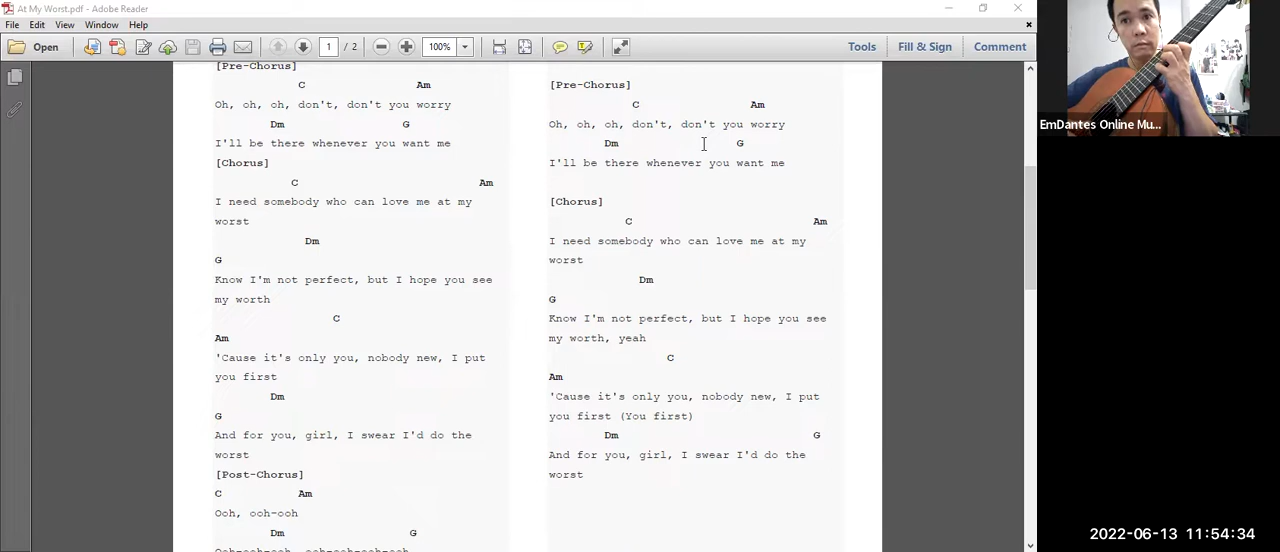 At My Worst.pdf - Adobe Reader
File Edit View Window Help
Open 1 / 2 100% Tools Fill & Sign Comment
[Pre-Chorus]
C Am
Oh, oh, oh, don't, don't you worry
Dm G
I'll be there whenever you want me
[Chorus]
C Am
I need somebody who can love me at my
worst
Dm
G
Know I'm not perfect, but I hope you see
my worth
C
Am
'Cause it's only you, nobody new, I put
you first
Dm
G
And for you, girl, I swear I'd do the
worst
[Post-Chorus]
C Am
Ooh, ooh-ooh
Dm G
Ooh-ooh-ooh, ooh-ooh-ooh-ooh
[Pre-Chorus]
C Am
Oh, oh, oh, don't, don't you worry
Dm G
I'll be there whenever you want me
[Chorus]
C Am
I need somebody who can love me at my
worst
Dm
G
Know I'm not perfect, but I hope you see
my worth, yeah
C
Am
'Cause it's only you, nobody new, I put
you first (You first)
Dm G
And for you, girl, I swear I'd do the
worst
EmDantes Online Mu...
2022-06-13 11:54:34